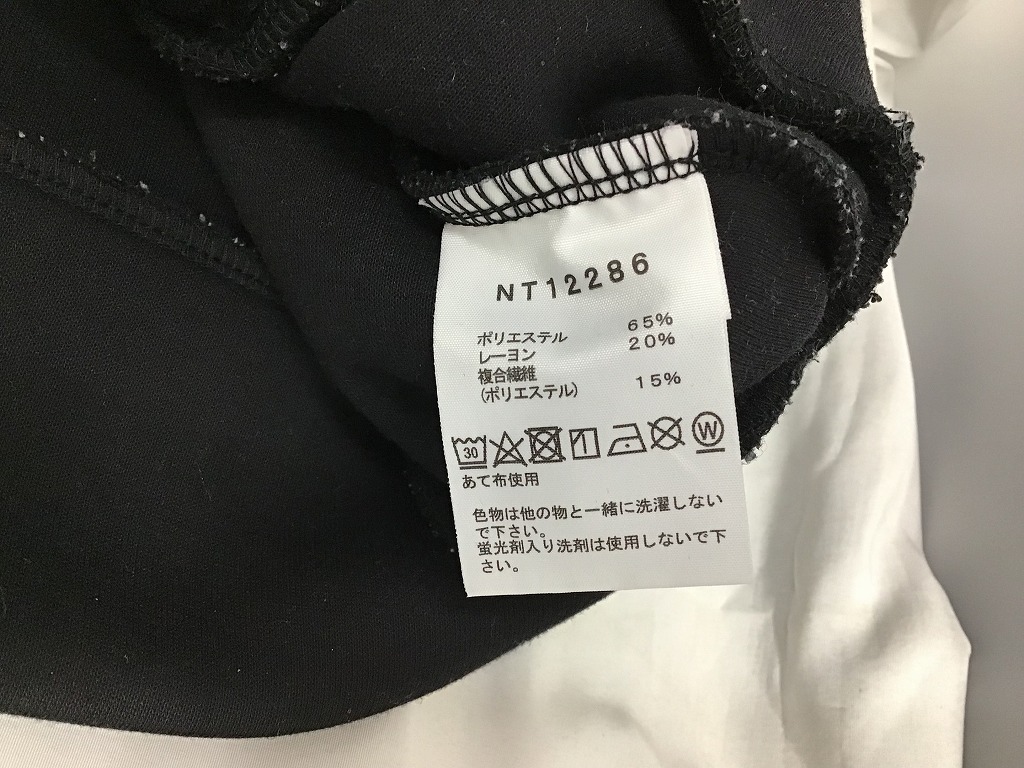 NT12286
ポリエステル 65%
レーヨン 20%
複合繊維
(ポリエステル) 15%
30 W
あて布使用
色物は他の物と一緒に洗濯しない
で下さい。
蛍光剤入り洗剤は使用しないで下
さい。